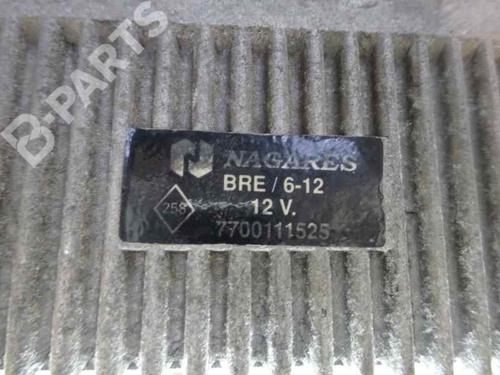 B-PARTS
NAGARES
BRE / 6-12
258
12 V.
7700111525